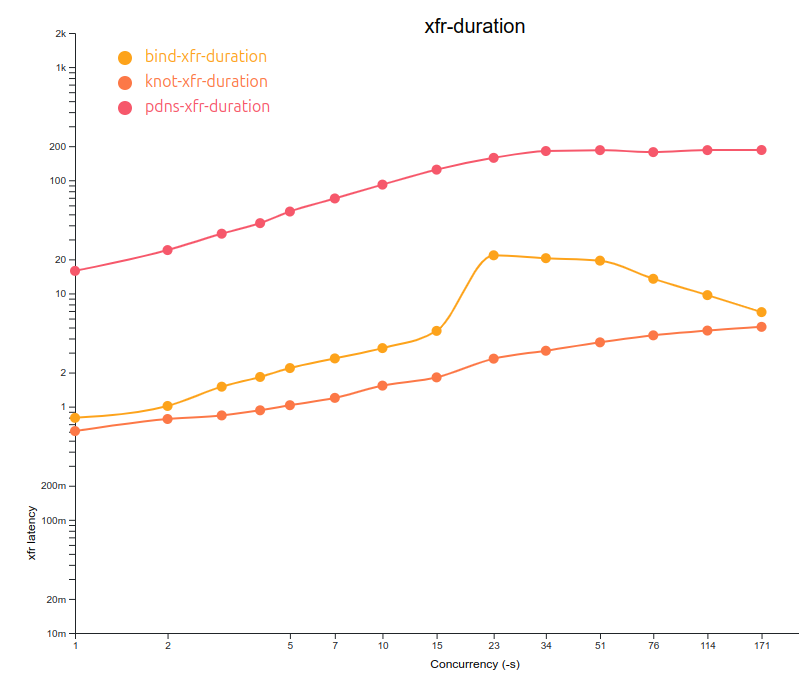 xfr-duration
bind-xfr-duration
knot-xfr-duration
pdns-xfr-duration
2k
1k
200
100
20
10
2
1
200m
100m
20m
10m
xfr latency
1 2 5 7 10 15 23 34 51 76 114 171
Concurrency (-s)